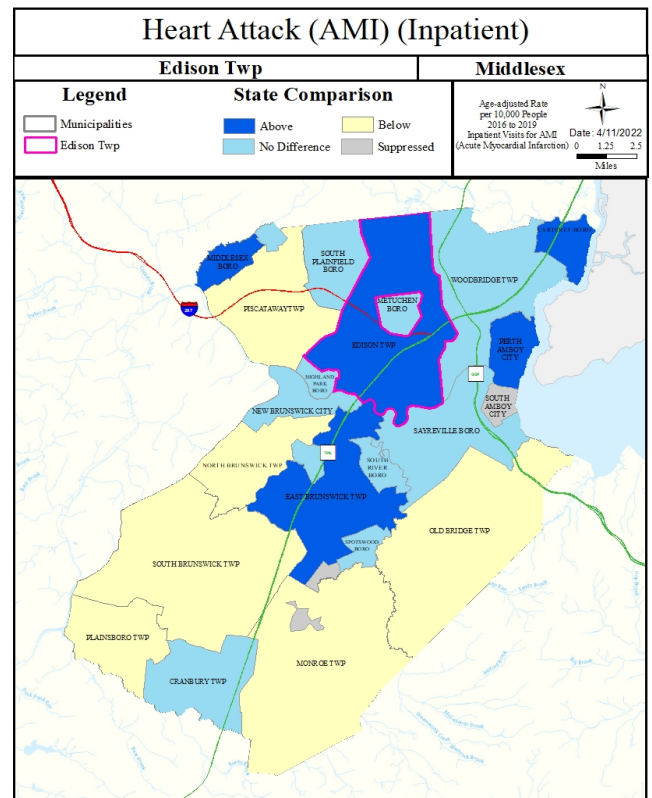 Heart Attack (AMI) (Inpatient)
Edison Twp
Middlesex
Legend
Municipalities
Edison Twp
State Comparison
Above
Below
No Difference
Suppressed
Age-adjusted Rate
per 10,000 People
2016 to 2019
Inpatient Visits for AMI
(Acute Myocardial Infarction)
N
Date: 4/11/2022
0 1.25 2.5
Miles
MIDDLESEX
BORO
SOUTH
PLAINFIELD
BORO
CARTERET BORO
WOODBRIDGE TWP
287
PISCATAWAY TWP
METUCHEN
BORO
EDISON TWP
PERTH
AMBOY
CITY
HIGHLAND
PARK
BORO
GSP
SOUTH
AMBOY
CITY
NEW BRUNSWICK CITY
SAYREVILLE BORO
NORTH BRUNSWICK TWP
SOUTH
RIVER
BORO
EAST BRUNSWICK TWP
OLD BRIDGE TWP
SPOTSWOOD
BORO
SOUTH BRUNSWICK TWP
PLAINSBORO TWP
MONROE TWP
CRANBURY TWP